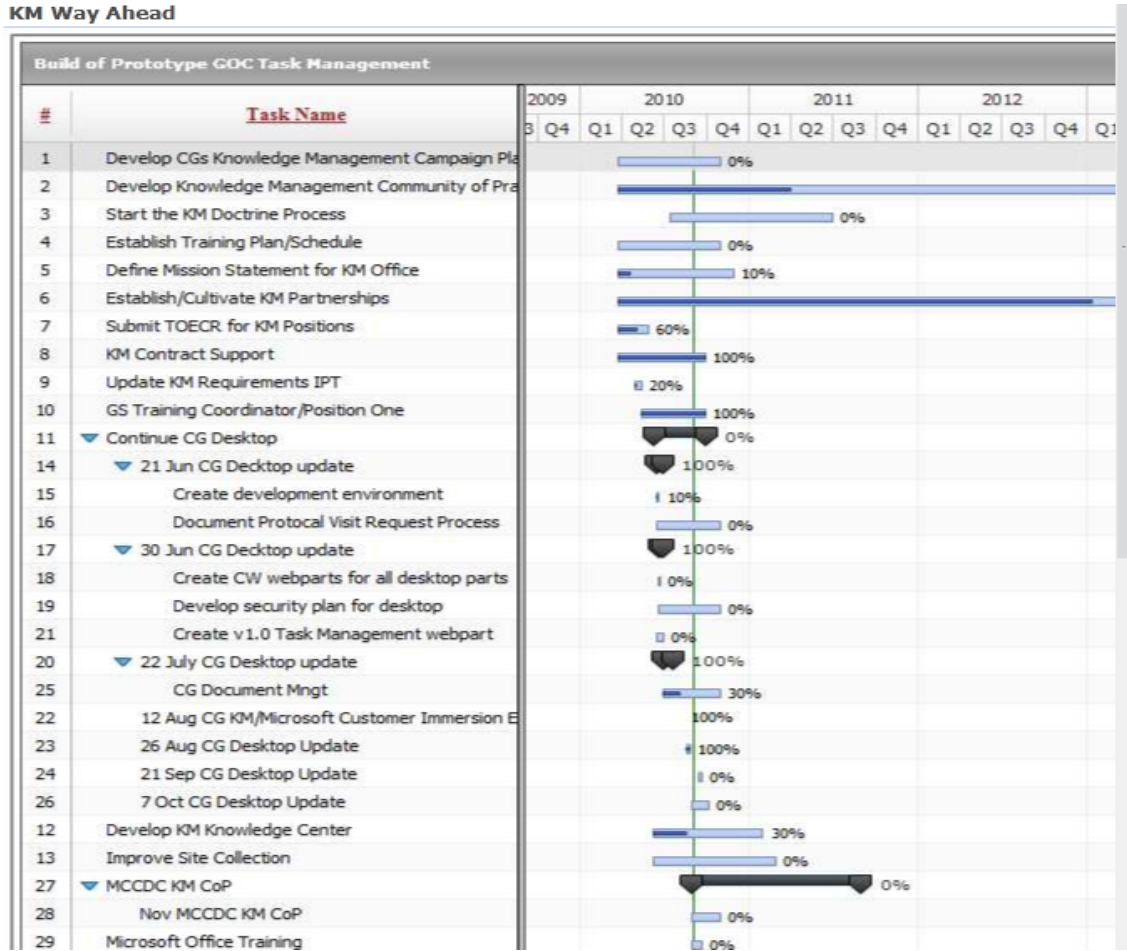 KM Way Ahead
Build of Prototype GOC Task Management
# Task Name 2009 2010 2011 2012
3 Q4 Q1 Q2 Q3 Q4 Q1 Q2 Q3 Q4 Q1 Q2 Q3 Q4 Q1
1 Develop CGs Knowledge Management Campaign Pla 0%
2 Develop Knowledge Management Community of Pra
3 Start the KM Doctrine Process 0%
4 Establish Training Plan/Schedule 0%
5 Define Mission Statement for KM Office 10%
6 Establish/Cultivate KM Partnerships
7 Submit TOECR for KM Positions 60%
8 KM Contract Support 100%
9 Update KM Requirements IPT 20%
10 GS Training Coordinator/Position One 100%
11 Continue CG Desktop 0%
14 21 Jun CG Decktop update 100%
15 Create development environment 10%
16 Document Protocal Visit Request Process 0%
17 30 Jun CG Decktop update 100%
18 Create CW webparts for all desktop parts 0%
19 Develop security plan for desktop 0%
21 Create v1.0 Task Management webpart 0%
20 22 July CG Desktop update 100%
25 CG Document Mngt 30%
22 12 Aug CG KM/Microsoft Customer Immersion E 100%
23 26 Aug CG Desktop Update 100%
24 21 Sep CG Desktop Update 0%
26 7 Oct CG Desktop Update 0%
12 Develop KM Knowledge Center 30%
13 Improve Site Collection 0%
27 MCCDC KM CoP 0%
28 Nov MCCDC KM CoP 0%
29 Microsoft Office Training 0%